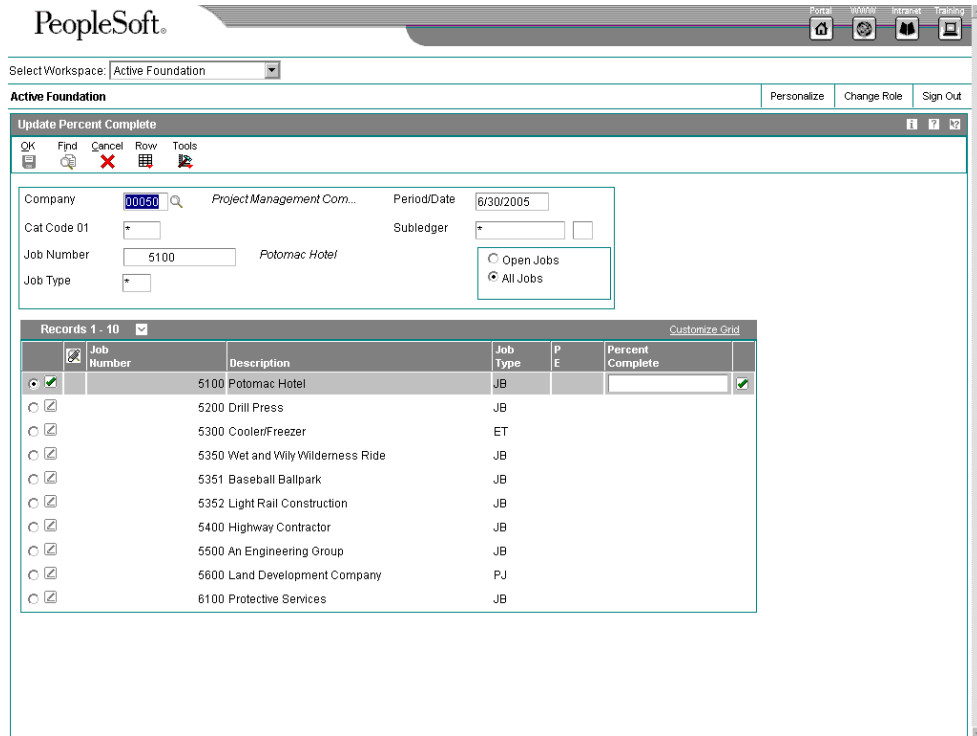 Portal WWW Intranet Training
PeopleSoft®
Select Workspace: Active Foundation
Active Foundation Personalize Change Role Sign Out
Update Percent Complete i ? ?
OK Find Cancel Row Tools
Company 00050 Project Management Com... Period/Date 6/30/2005
Cat Code 01 * Subledger *
Job Number 5100 Potomac Hotel Open Jobs
Job Type * All Jobs
Records 1 - 10 Customize Grid
Job Number Description Job Type P E Percent Complete
5100 Potomac Hotel JB
5200 Drill Press JB
5300 Cooler/Freezer ET
5350 Wet and Wily Wilderness Ride JB
5351 Baseball Ballpark JB
5352 Light Rail Construction JB
5400 Highway Contractor JB
5500 An Engineering Group JB
5600 Land Development Company PJ
6100 Protective Services JB